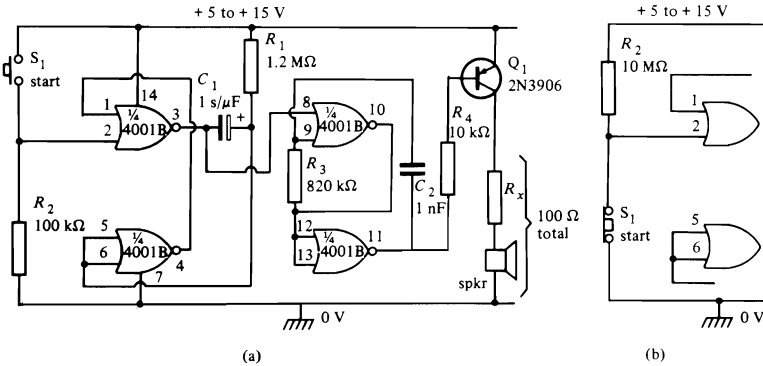 + 5 to + 15 V
S1
start
R2
100 kΩ
1
2
14
¼
4001B
3
5
6
¼
4001B
4
7
C1
1 s/µF
+
R1
1.2 MΩ
8
9
¼
4001B
10
R3
820 kΩ
12
13
¼
4001B
11
C2
1 nF
R4
10 kΩ
Q1
2N3906
Rx
100 Ω
total
spkr
0 V
(a)
+ 5 to + 15 V
R2
10 MΩ
1
2
S1
start
5
6
0 V
(b)